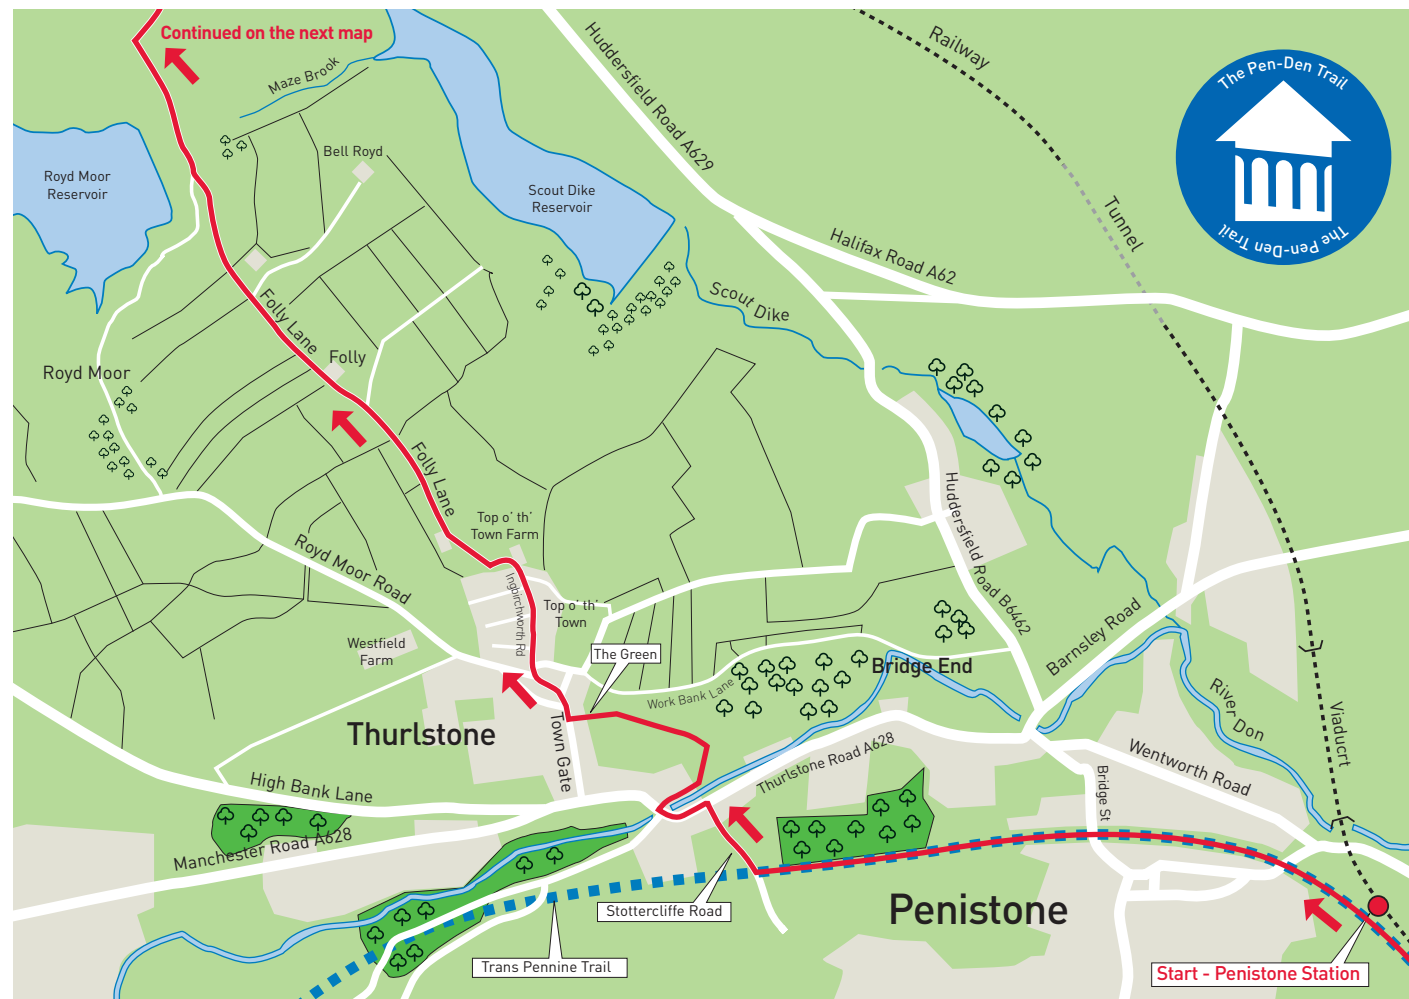 Continued on the next map
Maze Brook
Huddersfield Road A629
Railway
The Pen-Den Trail
The Pen-Den Trail
Bell Royd
Royd Moor
Reservoir
Scout Dike
Reservoir
Tunnel
Halifax Road A62
Scout Dike
Folly Lane
Folly
Royd Moor
Folly Lane
Top o' th'
Town Farm
Huddersfield Road B6462
Royd Moor Road
Ingbirchworth Rd
Top o' th'
Town
Westfield
Farm
The Green
Work Bank Lane
Bridge End
Barnsley Road
River Don
Viaducrt
Thurlstone
Town Gate
Thurlstone Road A628
Wentworth Road
Bridge St
High Bank Lane
Manchester Road A628
Stottercliffe Road
Penistone
Trans Pennine Trail
Start - Penistone Station